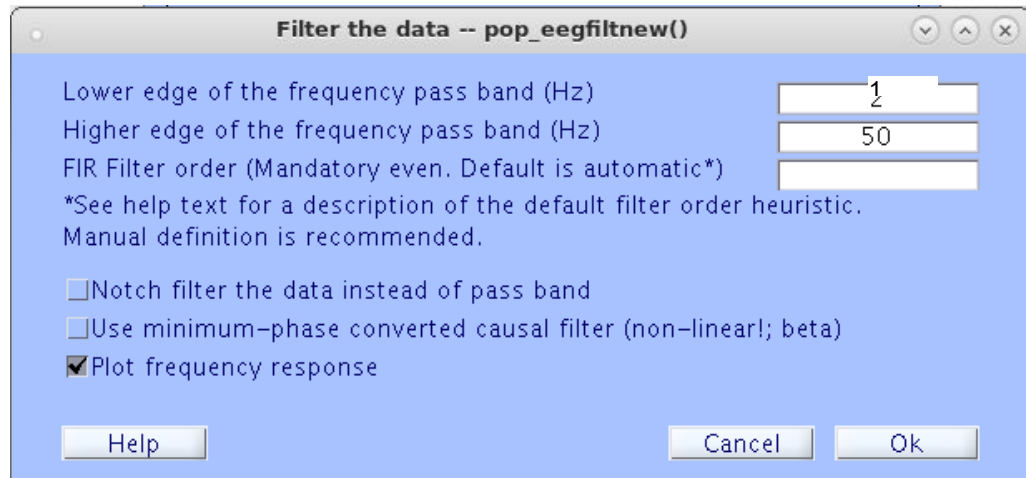 Filter the data -- pop_eegfiltnew()
Lower edge of the frequency pass band (Hz) 1
Higher edge of the frequency pass band (Hz) 50
FIR Filter order (Mandatory even. Default is automatic*)
*See help text for a description of the default filter order heuristic.
Manual definition is recommended.
Notch filter the data instead of pass band
Use minimum-phase converted causal filter (non-linear!; beta)
Plot frequency response
Help Cancel Ok